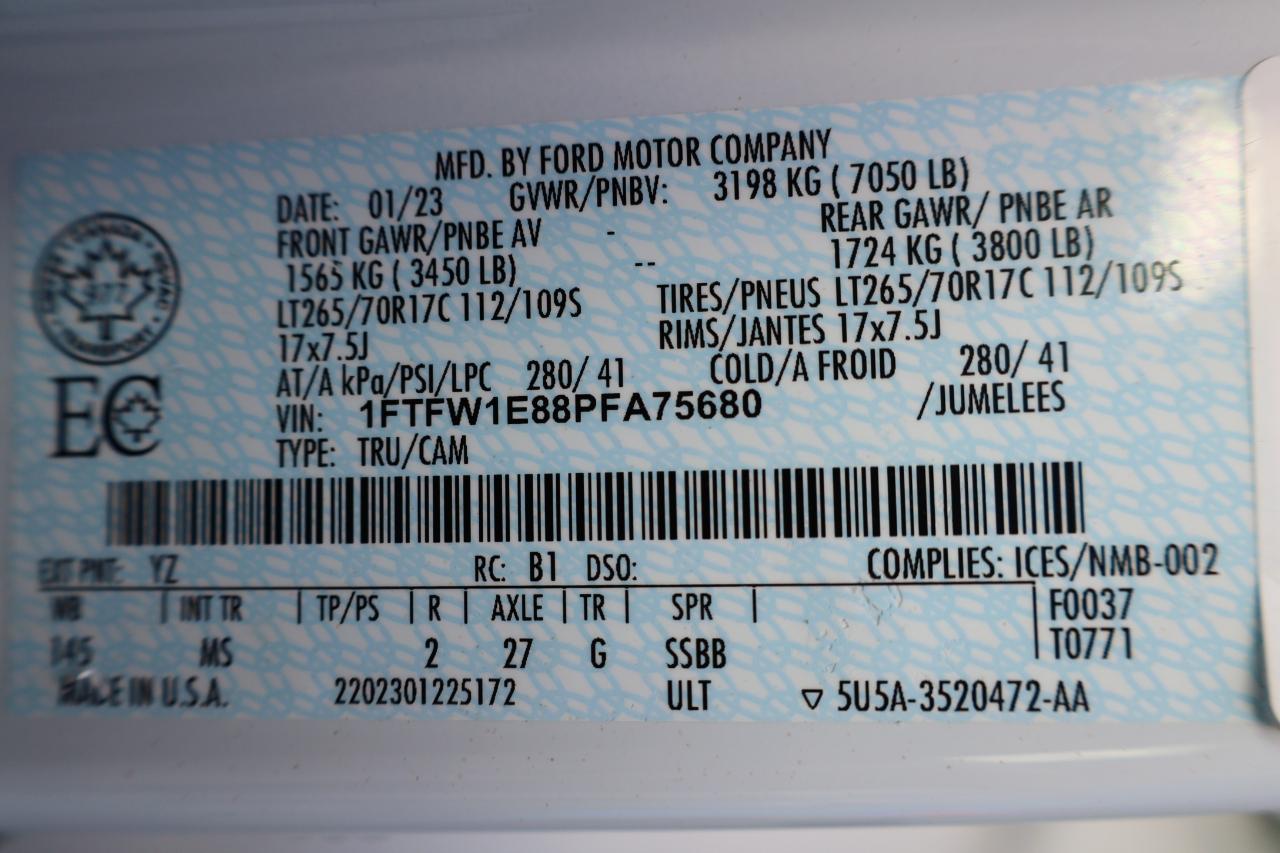 MFD. BY FORD MOTOR COMPANY
DATE: 01/23 GVWR/PNBV: 3198 KG ( 7050 LB)
FRONT GAWR/PNBE AV - REAR GAWR/ PNBE AR
1565 KG ( 3450 LB) -- 1724 KG ( 3800 LB)
LT265/70R17C 112/109S TIRES/PNEUS LT265/70R17C 112/109S
17x7.5J RIMS/JANTES 17x7.5J
AT/A kPa/PSI/LPC 280/ 41 COLD/A FROID 280/ 41
VIN: 1FTFW1E88PFA75680 /JUMELEES
TYPE: TRU/CAM
EC
EXT PNT: YZ RC: B1 DSO: COMPLIES: ICES/NMB-002
WB | INT TR | TP/PS | R | AXLE | TR | SPR | F0037
145 MS 2 27 G SSBB T0771
MADE IN U.S.A. 2202301225172 ULT ▽ 5U5A-3520472-AA